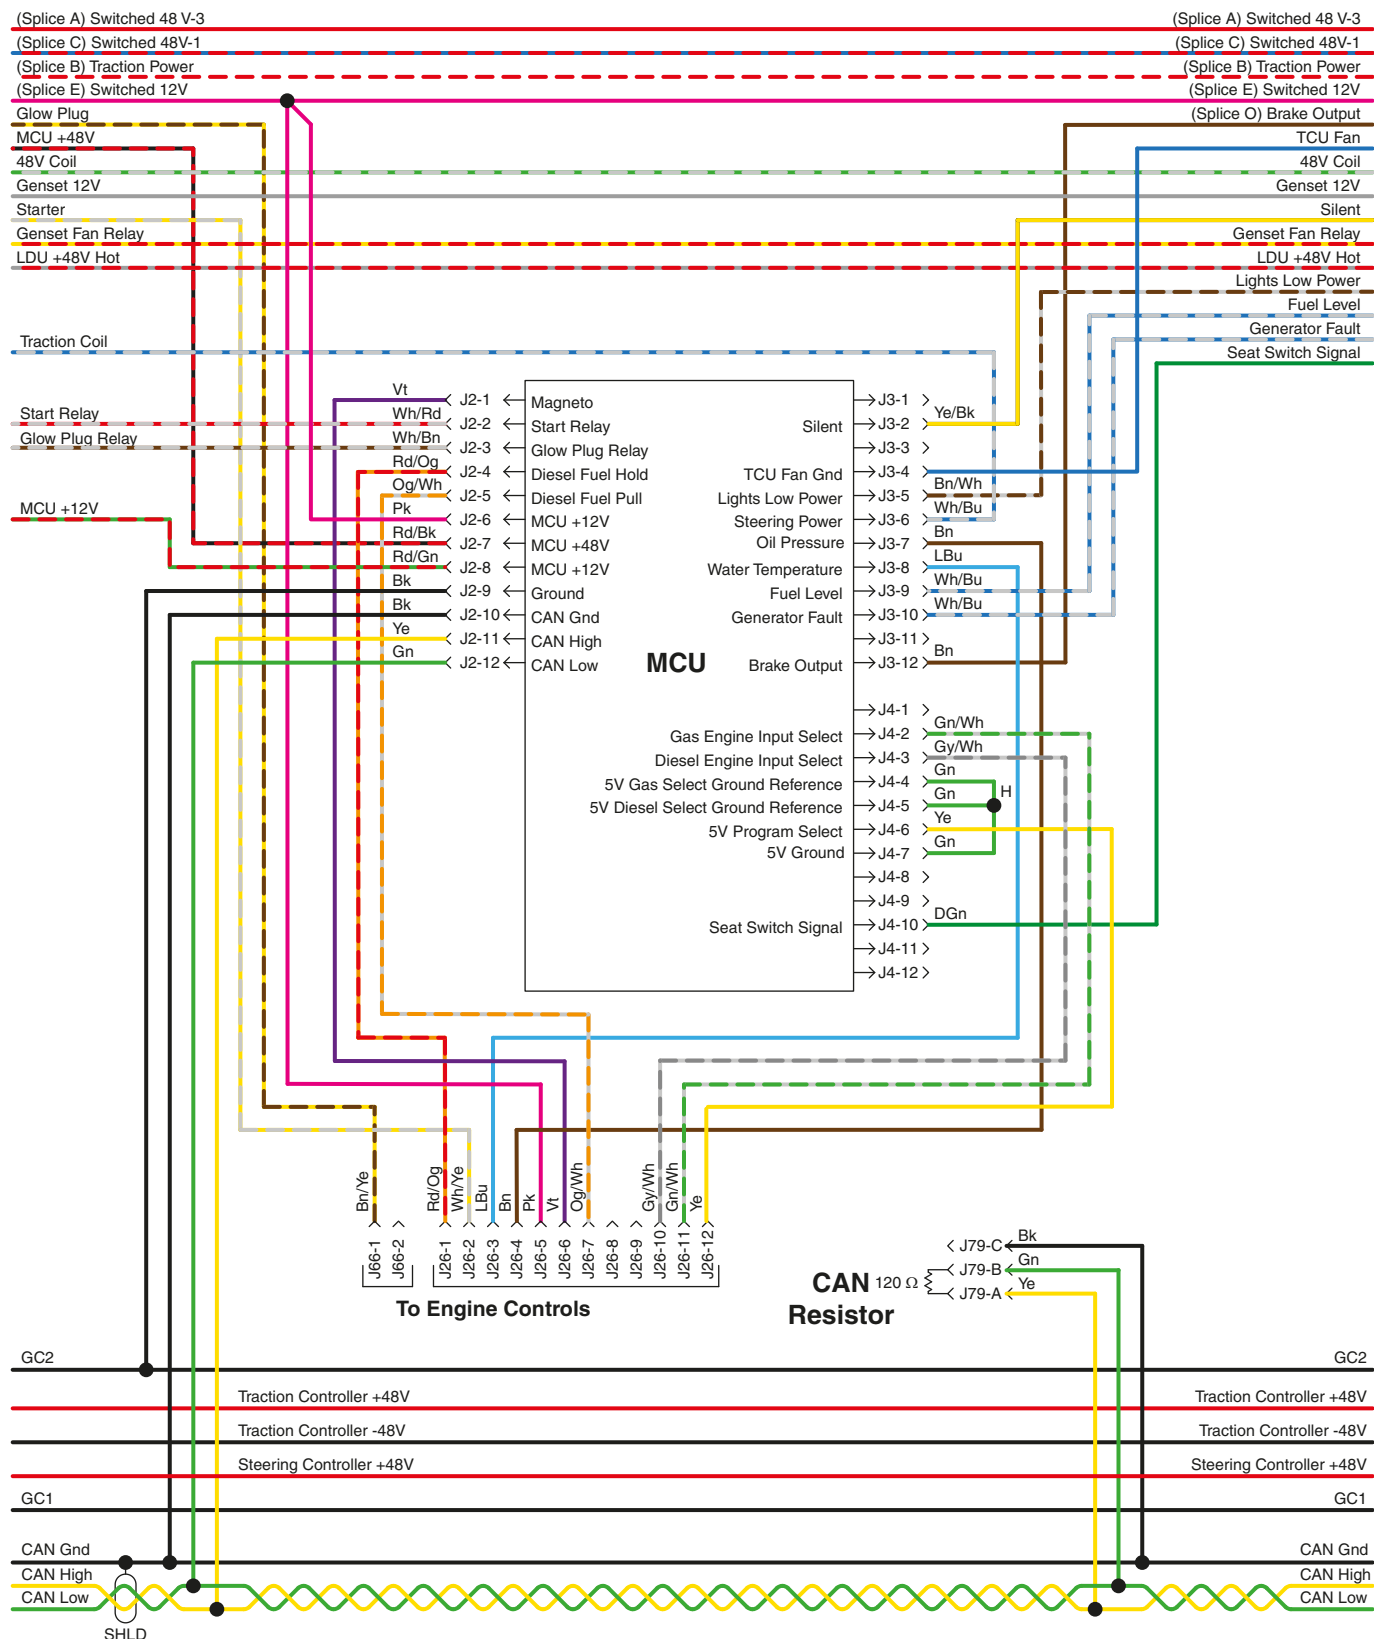 (Splice A) Switched 48 V-3 (Splice A) Switched 48 V-3
(Splice C) Switched 48V-1 (Splice C) Switched 48V-1
(Splice B) Traction Power (Splice B) Traction Power
(Splice E) Switched 12V (Splice E) Switched 12V
Glow Plug (Splice O) Brake Output
MCU +48V TCU Fan
48V Coil 48V Coil
Genset 12V Genset 12V
Starter Silent
Genset Fan Relay Genset Fan Relay
LDU +48V Hot LDU +48V Hot
Lights Low Power
Fuel Level
Generator Fault
Traction Coil Seat Switch Signal
Vt J2-1 Magneto J3-1
Start Relay Wh/Rd J2-2 Start Relay Silent J3-2 Ye/Bk
Glow Plug Relay Wh/Bn J2-3 Glow Plug Relay J3-3
Rd/Og J2-4 Diesel Fuel Hold TCU Fan Gnd J3-4
Og/Wh J2-5 Diesel Fuel Pull Lights Low Power J3-5 Bn/Wh
MCU +12V Pk J2-6 MCU +12V Steering Power J3-6 Wh/Bu
Rd/Bk J2-7 MCU +48V Oil Pressure J3-7 Bn
Rd/Gn J2-8 MCU +12V Water Temperature J3-8 LBu
Bk J2-9 Ground Fuel Level J3-9 Wh/Bu
Bk J2-10 CAN Gnd Generator Fault J3-10 Wh/Bu
Ye J2-11 CAN High J3-11
Gn J2-12 CAN Low MCU Brake Output J3-12 Bn
J4-1
Gas Engine Input Select J4-2 Gn/Wh
Diesel Engine Input Select J4-3 Gy/Wh
5V Gas Select Ground Reference J4-4 Gn
5V Diesel Select Ground Reference J4-5 Gn H
5V Program Select J4-6 Ye
5V Ground J4-7 Gn
J4-8
J4-9
Seat Switch Signal J4-10 DGn
J4-11
J4-12
Bn/Ye Rd/Og Wh/Ye LBu Bn Pk Vt Og/Wh Gy/Wh Gn/Wh Ye
J66-1 J66-2 J26-1 J26-2 J26-3 J26-4 J26-5 J26-6 J26-7 J26-8 J26-9 J26-10 J26-11 J26-12
To Engine Controls
J79-C Bk
CAN 120 Ω J79-B Gn
Resistor J79-A Ye
GC2 GC2
Traction Controller +48V Traction Controller +48V
Traction Controller -48V Traction Controller -48V
Steering Controller +48V Steering Controller +48V
GC1 GC1
CAN Gnd CAN Gnd
CAN High CAN High
CAN Low CAN Low
SHLD